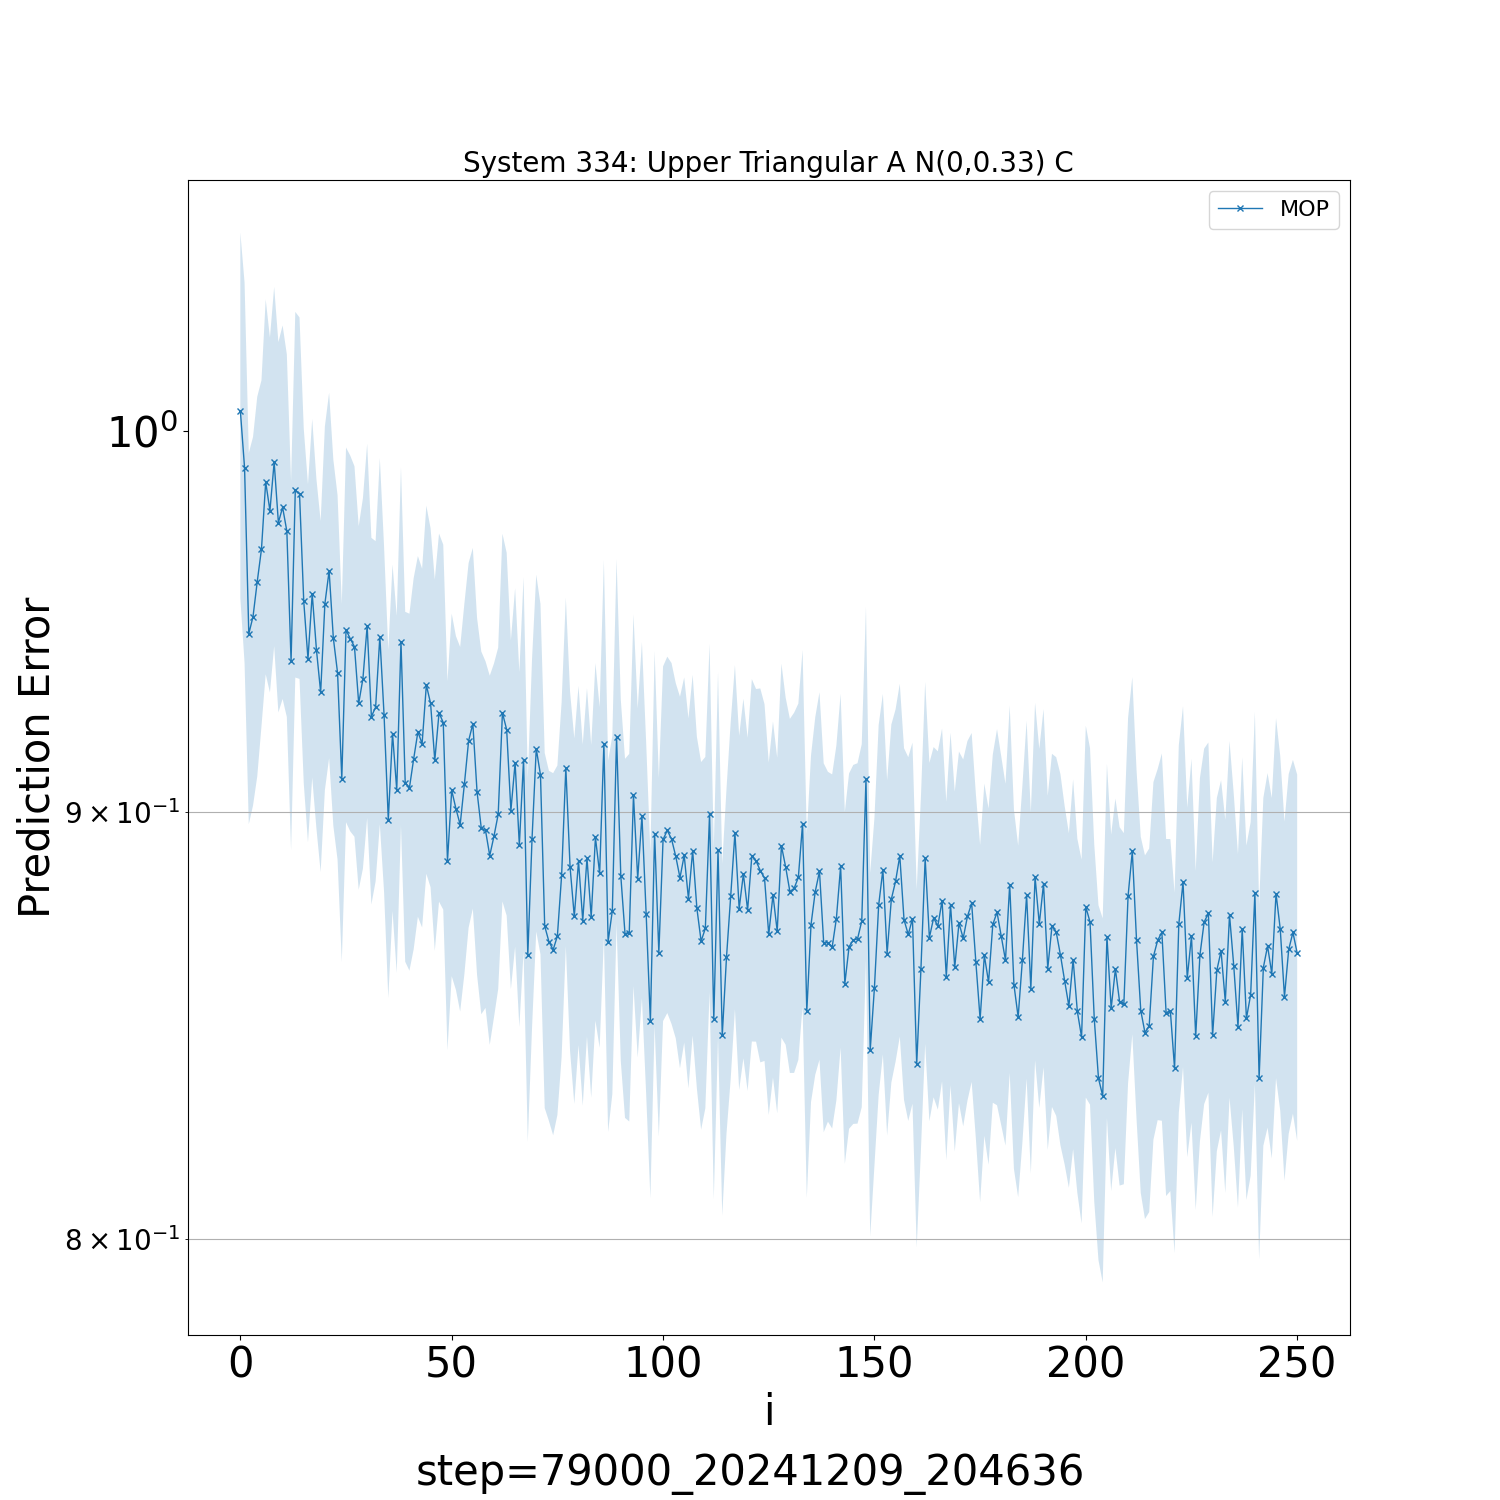 System 334: Upper Triangular A N(0,0.33) C
MOP
10⁰
9 × 10⁻¹
8 × 10⁻¹
Prediction Error
0 50 100 150 200 250
i
step=79000_20241209_204636